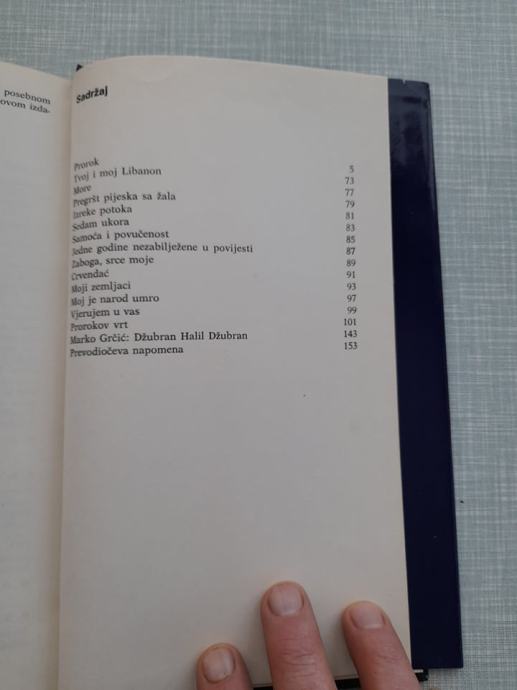 posebnom
ovom izda-
Sadržaj
Prorok 5
Tvoj i moj Libanon 73
More 77
Pregršt pijeska sa žala 79
Izreke potoka 81
Sedam ukora 83
Samoća i povučenost 85
Jedne godine nezabilježene u povijesti 87
Zaboga, srce moje 89
Crvendać 91
Moji zemljaci 93
Moj je narod umro 97
Vjerujem u vas 99
Prorokov vrt 101
Marko Grčić: Džubran Halil Džubran 143
Prevodiočeva napomena 153